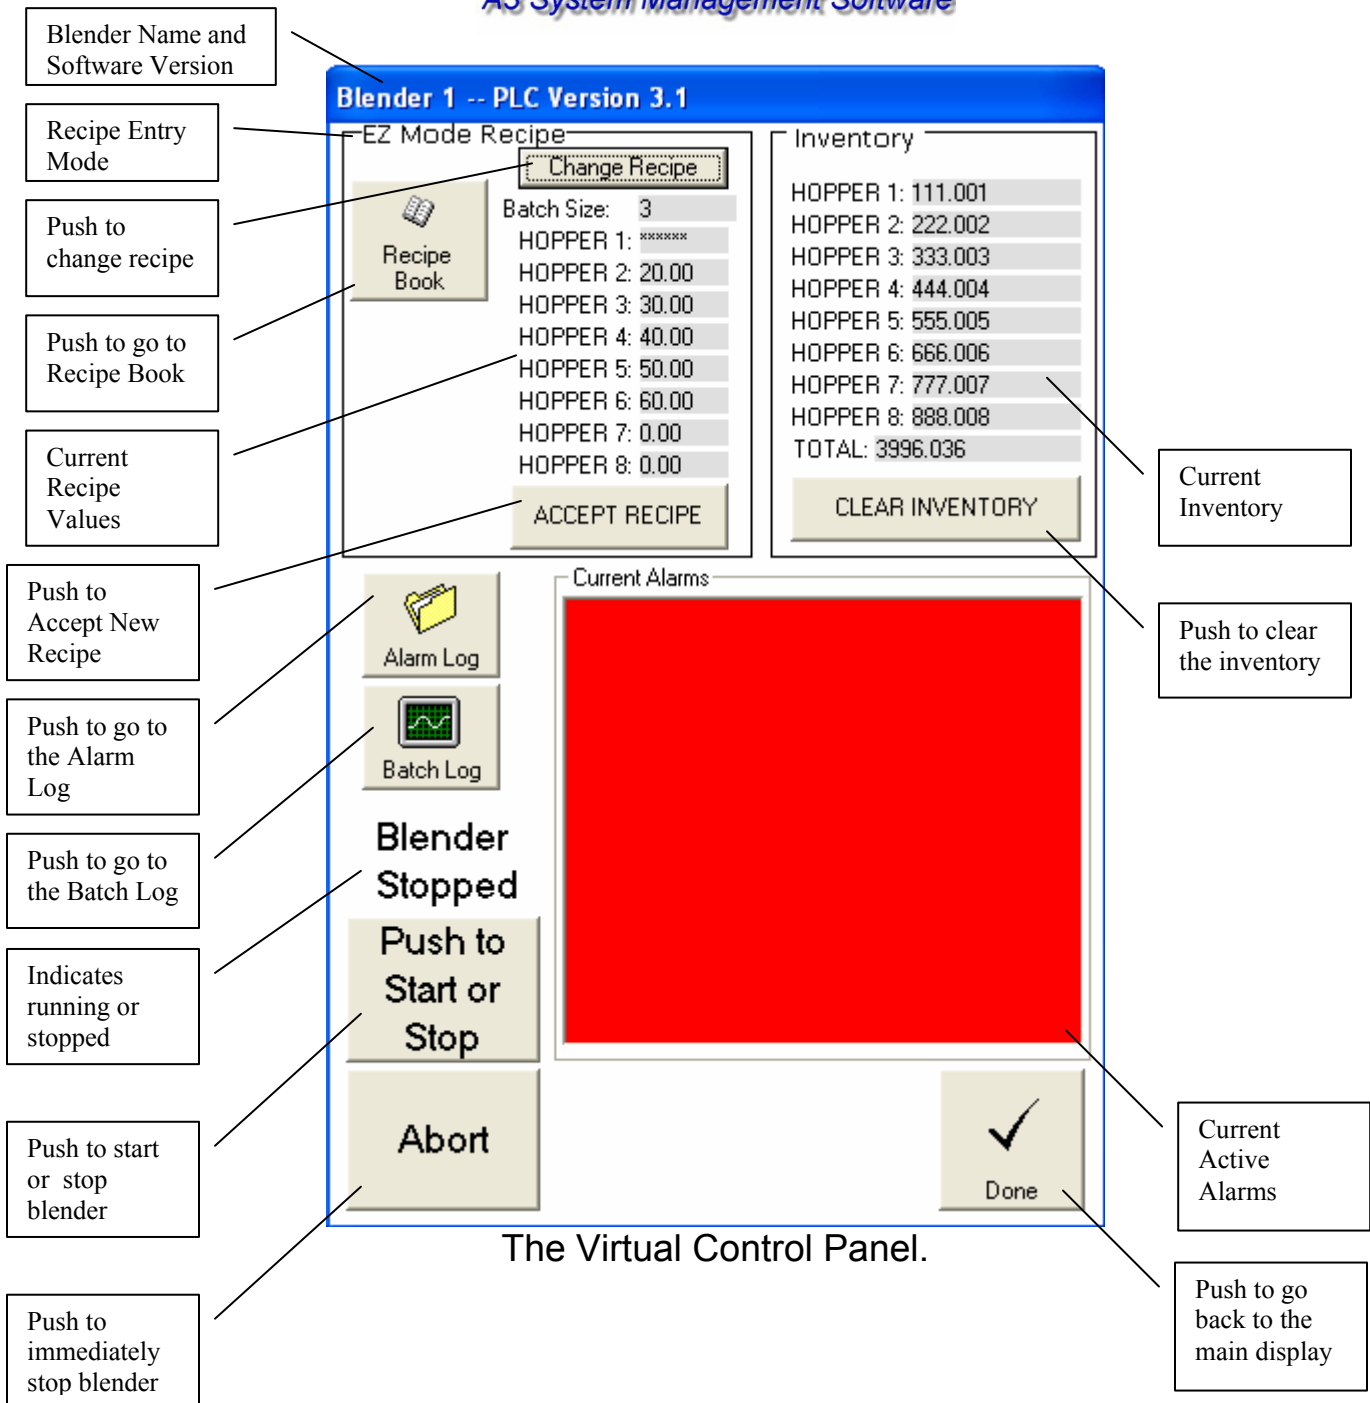 A3 System Management Software
Blender Name and
Software Version
Recipe Entry
Mode
Push to
change recipe
Push to go to
Recipe Book
Current
Recipe
Values
Push to
Accept New
Recipe
Push to go to
the Alarm
Log
Push to go to
the Batch Log
Indicates
running or
stopped
Push to start
or stop
blender
Push to
immediately
stop blender
Blender 1 -- PLC Version 3.1
EZ Mode Recipe
Change Recipe
Recipe
Book
Batch Size: 3
HOPPER 1: ******
HOPPER 2: 20.00
HOPPER 3: 30.00
HOPPER 4: 40.00
HOPPER 5: 50.00
HOPPER 6: 60.00
HOPPER 7: 0.00
HOPPER 8: 0.00
ACCEPT RECIPE
Inventory
HOPPER 1: 111.001
HOPPER 2: 222.002
HOPPER 3: 333.003
HOPPER 4: 444.004
HOPPER 5: 555.005
HOPPER 6: 666.006
HOPPER 7: 777.007
HOPPER 8: 888.008
TOTAL: 3996.036
CLEAR INVENTORY
Alarm Log
Batch Log
Current Alarms
Blender
Stopped
Push to
Start or
Stop
Abort
Done
Current
Inventory
Push to clear
the inventory
Current
Active
Alarms
Push to go
back to the
main display
The Virtual Control Panel.